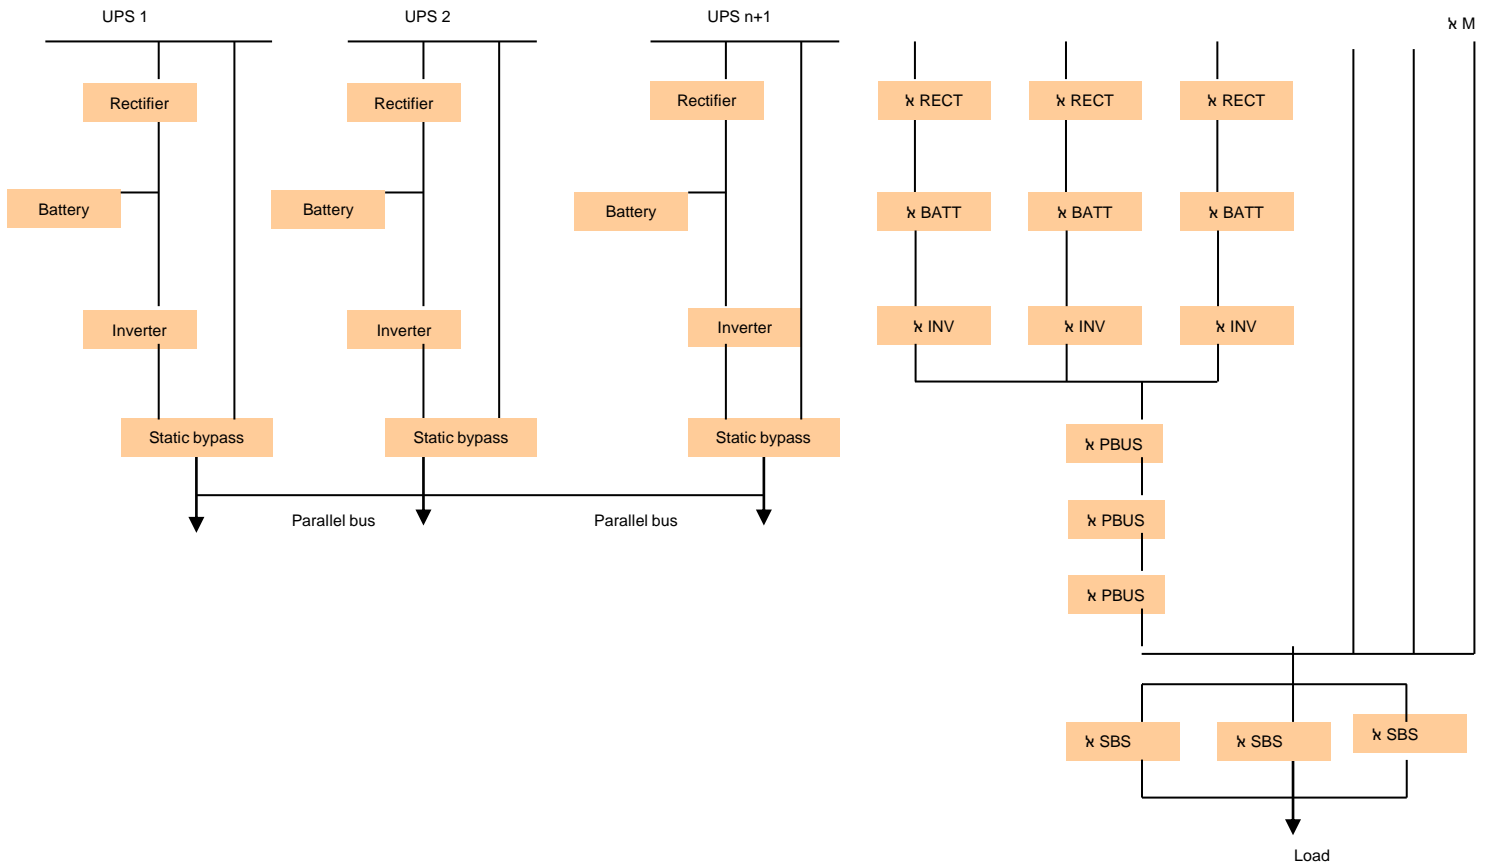 UPS 1
UPS 2
UPS n+1
Rectifier
Rectifier
Rectifier
Battery
Battery
Battery
Inverter
Inverter
Inverter
Static bypass
Static bypass
Static bypass
Parallel bus
Parallel bus
א M
א RECT
א RECT
א RECT
א BATT
א BATT
א BATT
א INV
א INV
א INV
א PBUS
א PBUS
א PBUS
א SBS
א SBS
א SBS
Load